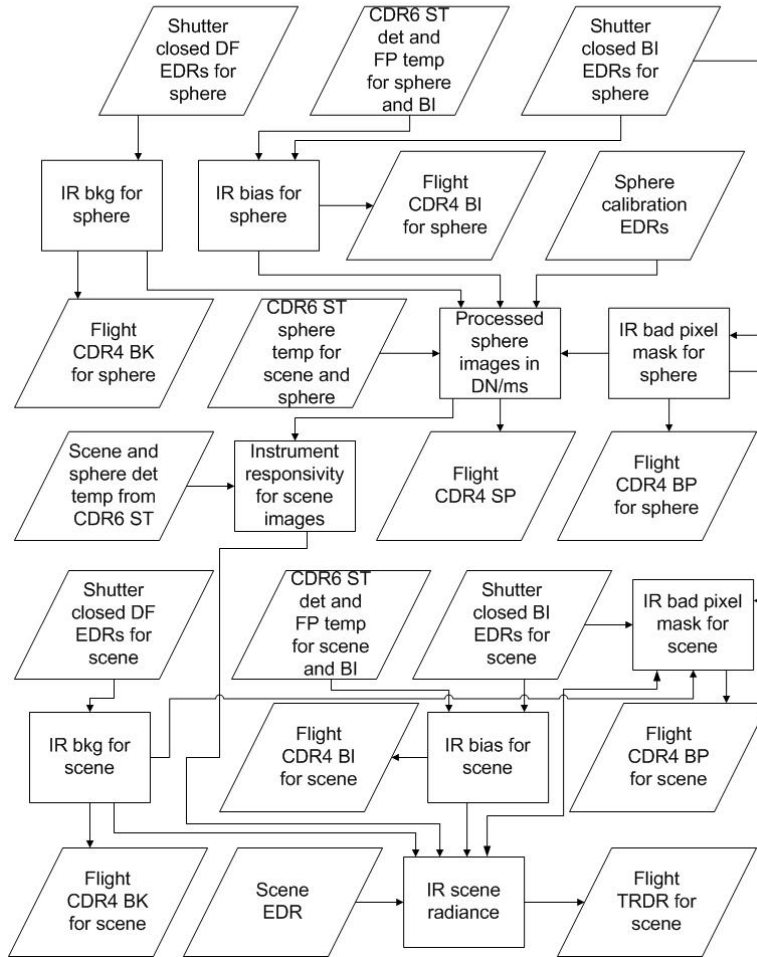 Shutter
closed DF
EDRs for
sphere
CDR6 ST
det and
FP temp
for sphere
and BI
Shutter
closed BI
EDRs for
sphere
IR bkg for
sphere
IR bias for
sphere
Flight
CDR4 BI
for sphere
Sphere
calibration
EDRs
Flight
CDR4 BK
for sphere
CDR6 ST
sphere
temp for
scene and
sphere
Processed
sphere
images in
DN/ms
IR bad pixel
mask for
sphere
Scene and
sphere det
temp from
CDR6 ST
Instrument
responsivity
for scene
images
Flight
CDR4 SP
Flight
CDR4 BP
for sphere
Shutter
closed DF
EDRs for
scene
CDR6 ST
det and
FP temp
for scene
and BI
Shutter
closed BI
EDRs for
scene
IR bad pixel
mask for
scene
IR bkg for
scene
Flight
CDR4 BI
for scene
IR bias for
scene
Flight
CDR4 BP
for scene
Flight
CDR4 BK
for scene
Scene
EDR
IR scene
radiance
Flight
TRDR for
scene